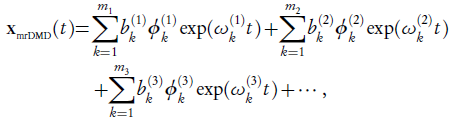 x_mrDMD(t)=∑_{k=1}^{m_1} b_k^{(1)} ϕ_k^{(1)} exp(ω_k^{(1)} t)+∑_{k=1}^{m_2} b_k^{(2)} ϕ_k^{(2)} exp(ω_k^{(2)} t)
+∑_{k=1}^{m_3} b_k^{(3)} ϕ_k^{(3)} exp(ω_k^{(3)} t)+⋯,